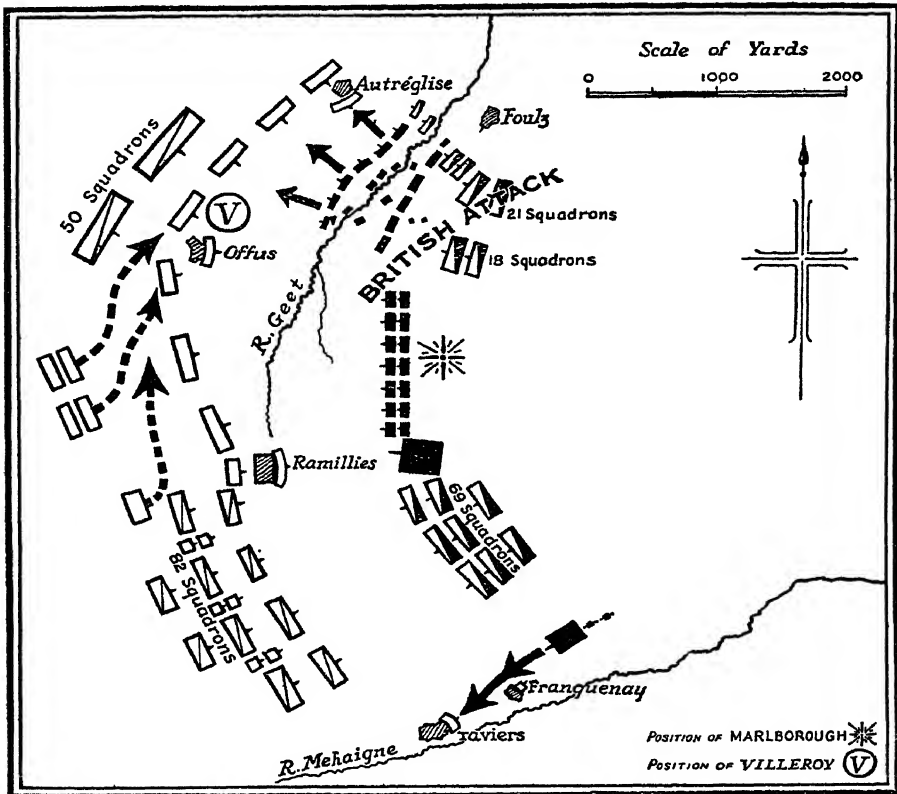 Scale of Yards
0 1000 2000
Autréglise
Foulz
50 Squadrons
V
Offus
BRITISH ATTACK
21 Squadrons
18 Squadrons
R. Geet
Ramillies
69 Squadrons
82 Squadrons
Franquenay
Taviers
R. Mehaigne
POSITION OF MARLBOROUGH
POSITION OF VILLEROY V